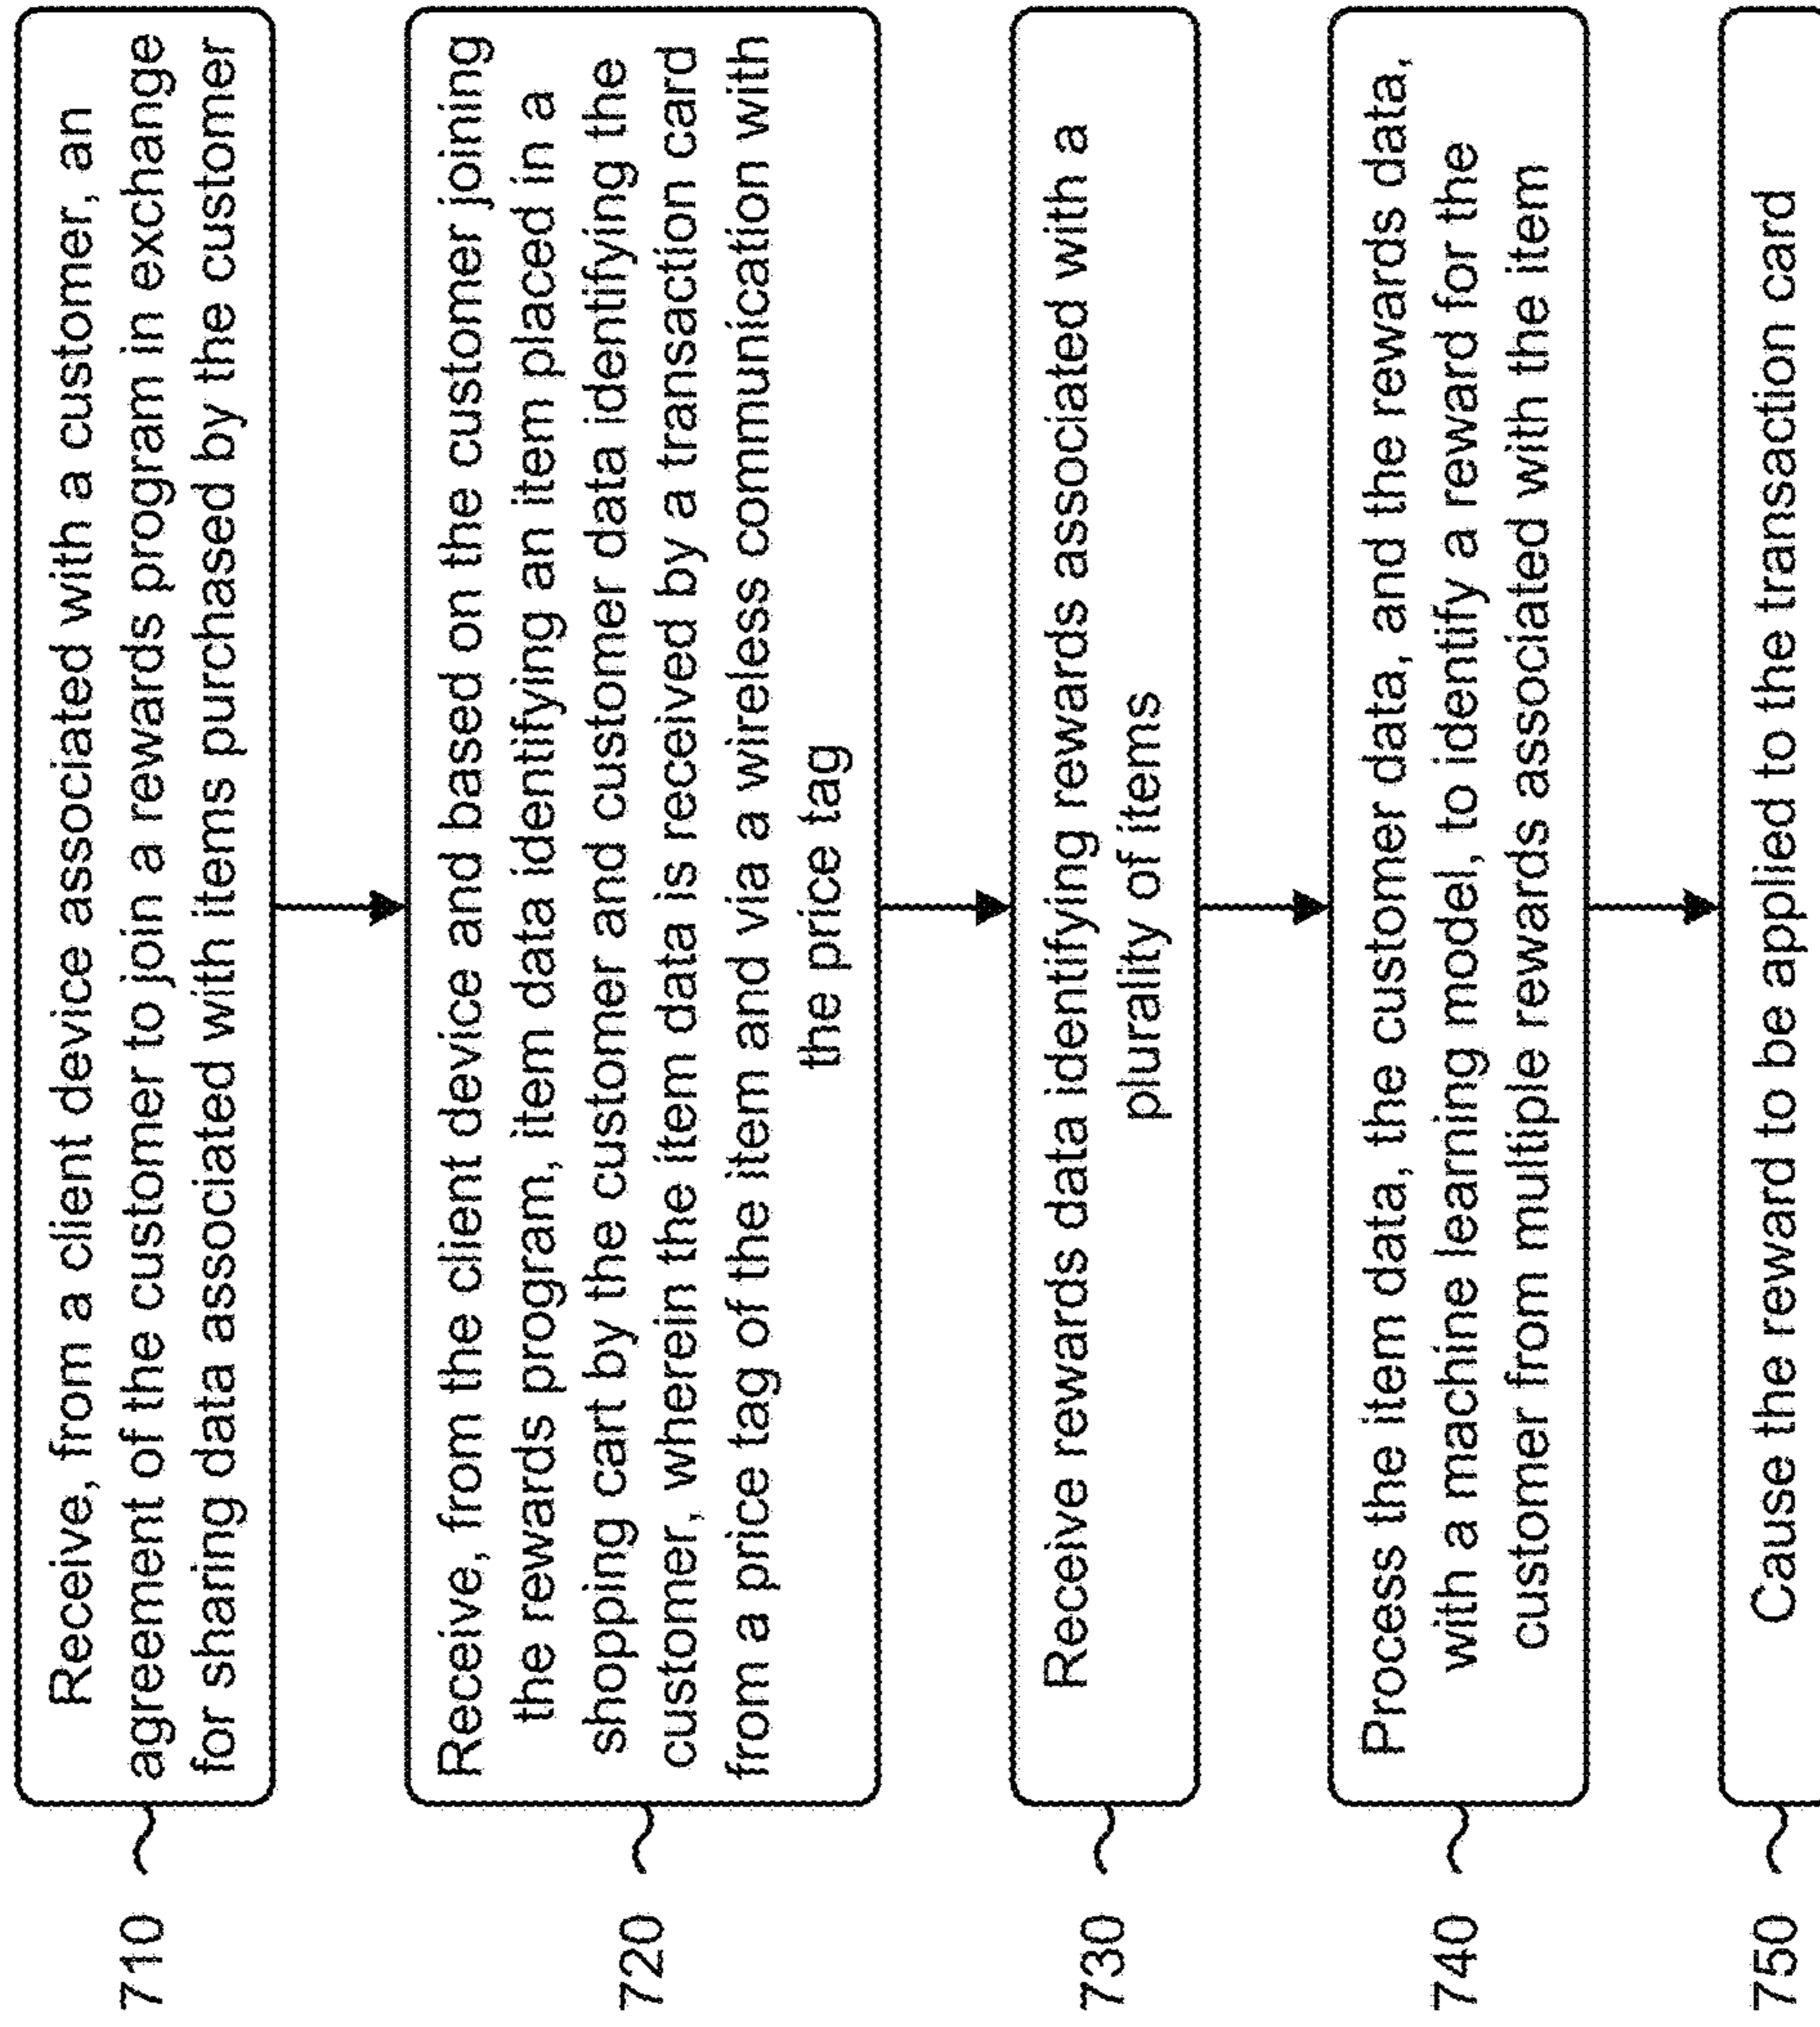 710
Receive, from a client device associated with a customer, an
agreement of the customer to join a rewards program in exchange
for sharing data associated with items purchased by the customer
720
Receive, from the client device and based on the customer joining
the rewards program, item data identifying an item placed in a
shopping cart by the customer and customer data identifying the
customer, wherein the item data is received by a transaction card
from a price tag of the item and via a wireless communication with
the price tag
730
Receive rewards data identifying rewards associated with a
plurality of items
740
Process the item data, the customer data, and the rewards data,
with a machine learning model, to identify a reward for the
customer from multiple rewards associated with the item
750
Cause the reward to be applied to the transaction card